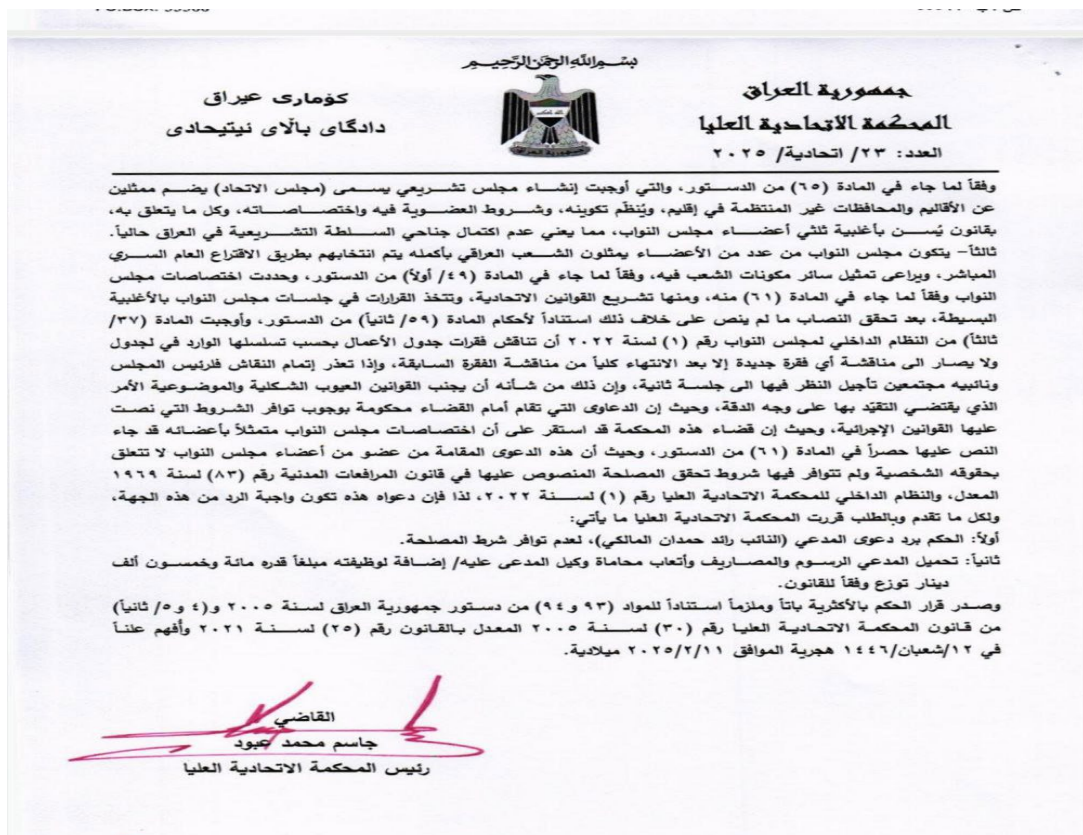 بسم الله الرحمن الرحيم
كۆمارى عيراق
جمهورية العراق
دادگاى بالآى ئيتيحادى
المحكمة الاتحادية العليا
العدد: ٢٣/ اتحادية/ ٢٠٢٥
وفقاً لما جاء في المادة (٦٥) من الدستور، والتي أوجبت إنشاء مجلس تشريعي يسمى (مجلس الاتحاد) يضم ممثلين
عن الأقاليم والمحافظات غير المنتظمة في إقليم، ويُنظّم تكوينه، وشروط العضوية فيه واختصاصاته، وكل ما يتعلق به،
بقانون يُسن بأغلبية ثلثي أعضاء مجلس النواب، مما يعني عدم اكتمال جناحي السلطة التشريعية في العراق حالياً.
ثالثاً- يتكون مجلس النواب من عدد من الأعضاء يمثلون الشعب العراقي بأكمله يتم انتخابهم بطريق الاقتراع العام السري
المباشر، ويراعى تمثيل سائر مكونات الشعب فيه، وفقاً لما جاء في المادة (٤٩/ أولاً) من الدستور، وحددت اختصاصات مجلس
النواب وفقاً لما جاء في المادة (٦١) منه، ومنها تشريع القوانين الاتحادية، وتتخذ القرارات في جلسات مجلس النواب بالأغلبية
البسيطة، بعد تحقق النصاب ما لم ينص على خلاف ذلك استناداً لأحكام المادة (٥٩/ ثانياً) من الدستور، وأوجبت المادة (٣٧/
ثالثاً) من النظام الداخلي لمجلس النواب رقم (١) لسنة ٢٠٢٢ أن تناقش فقرات جدول الأعمال بحسب تسلسلها الوارد في لجدول
ولا يصار الى مناقشة أي فقرة جديدة إلا بعد الانتهاء كلياً من مناقشة الفقرة السابقة، وإذا تعذر إتمام النقاش فلرئيس المجلس
ونائبيه مجتمعين تأجيل النظر فيها الى جلسة ثانية، وإن ذلك من شأنه أن يجنب القوانين العيوب الشكلية والموضوعية الأمر
الذي يقتضي التقيّد بها على وجه الدقة، وحيث إن الدعاوى التي تقام أمام القضاء محكومة بوجوب توافر الشروط التي نصت
عليها القوانين الإجرائية، وحيث إن قضاء هذه المحكمة قد استقر على أن اختصاصات مجلس النواب متمثلاً بأعضائه قد جاء
النص عليها حصراً في المادة (٦١) من الدستور، وحيث أن هذه الدعوى المقامة من عضو من أعضاء مجلس النواب لا تتعلق
بحقوقه الشخصية ولم تتوافر فيها شروط تحقق المصلحة المنصوص عليها في قانون المرافعات المدنية رقم (٨٣) لسنة ١٩٦٩
المعدل، والنظام الداخلي للمحكمة الاتحادية العليا رقم (١) لسنة ٢٠٢٢، لذا فإن دعواه هذه تكون واجبة الرد من هذه الجهة،
ولكل ما تقدم وبالطلب قررت المحكمة الاتحادية العليا ما يأتي:
أولاً: الحكم برد دعوى المدعي (النائب رائد حمدان المالكي)، لعدم توافر شرط المصلحة.
ثانياً: تحميل المدعي الرسوم والمصاريف وأتعاب محاماة وكيل المدعى عليه/ إضافة لوظيفته مبلغاً قدره مائة وخمسون ألف
دينار توزع وفقاً للقانون.
وصدر قرار الحكم بالأكثرية باتاً وملزماً استناداً للمواد (٩٣ و٩٤) من دستور جمهورية العراق لسنة ٢٠٠٥ و(٤ و٥/ ثانياً)
من قانون المحكمة الاتحادية العليا رقم (٣٠) لسنة ٢٠٠٥ المعدل بالقانون رقم (٢٥) لسنة ٢٠٢١ وأفهم علناً
في ١٢/شعبان/١٤٤٦ هجرية الموافق ٢٠٢٥/٢/١١ ميلادية.
القاضي
جاسم محمد عبود
رئيس المحكمة الاتحادية العليا